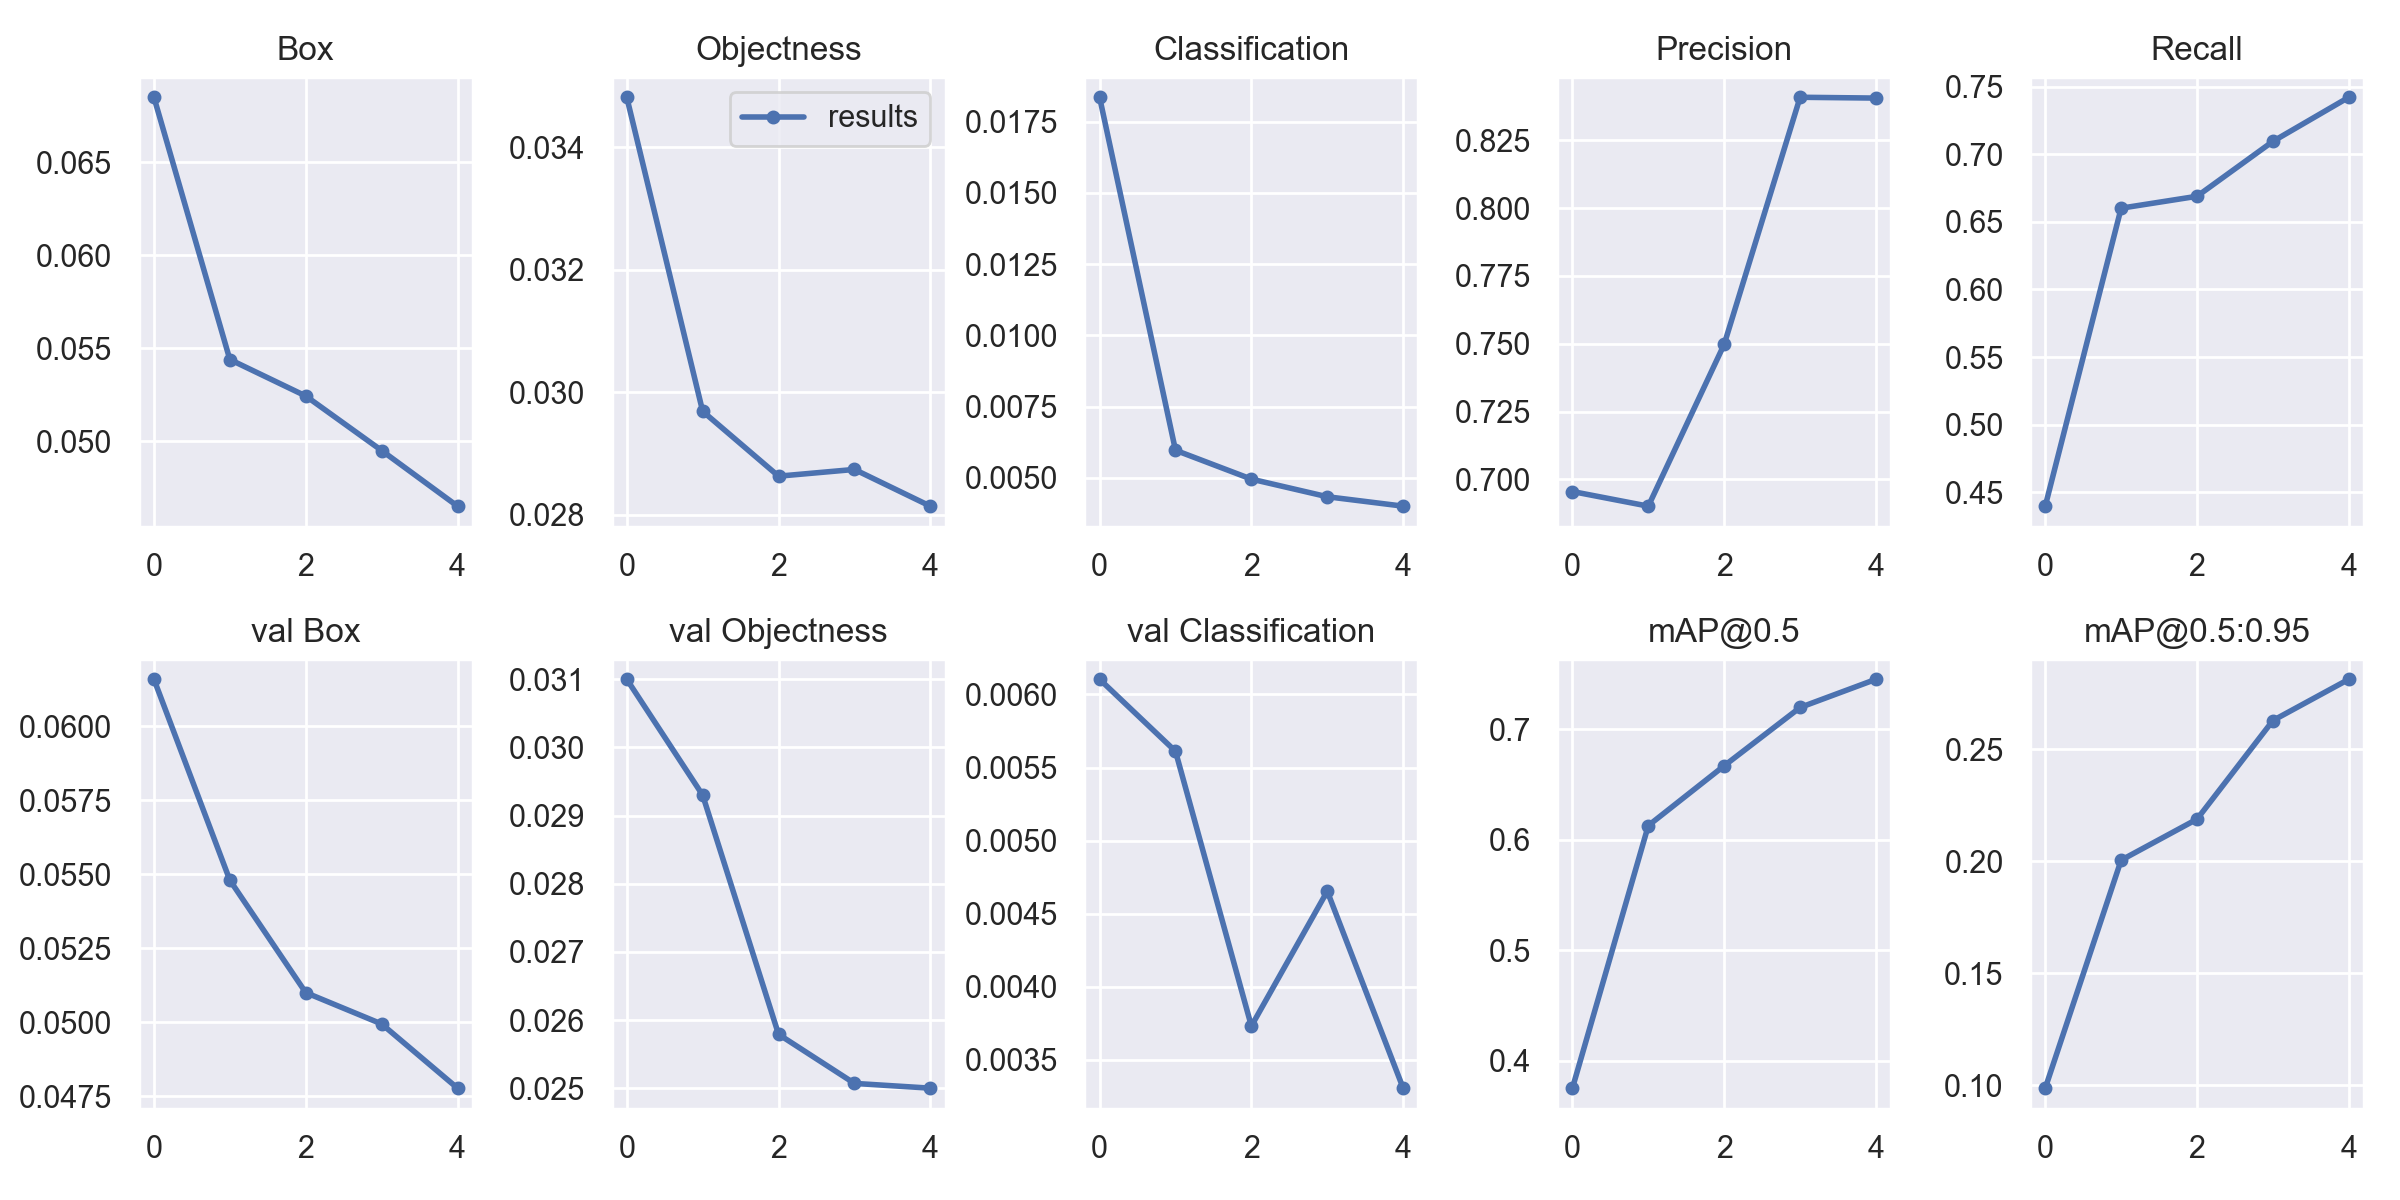 Box
Objectness
Classification
Precision
Recall
0.065
0.060
0.055
0.050
0 2 4
results
0.034
0.032
0.030
0.028
0 2 4
0.0175
0.0150
0.0125
0.0100
0.0075
0.0050
0 2 4
0.825
0.800
0.775
0.750
0.725
0.700
0 2 4
0.75
0.70
0.65
0.60
0.55
0.50
0.45
0 2 4
val Box
val Objectness
val Classification
mAP@0.5
mAP@0.5:0.95
0.0600
0.0575
0.0550
0.0525
0.0500
0.0475
0 2 4
0.031
0.030
0.029
0.028
0.027
0.026
0.025
0 2 4
0.0060
0.0055
0.0050
0.0045
0.0040
0.0035
0 2 4
0.7
0.6
0.5
0.4
0 2 4
0.25
0.20
0.15
0.10
0 2 4